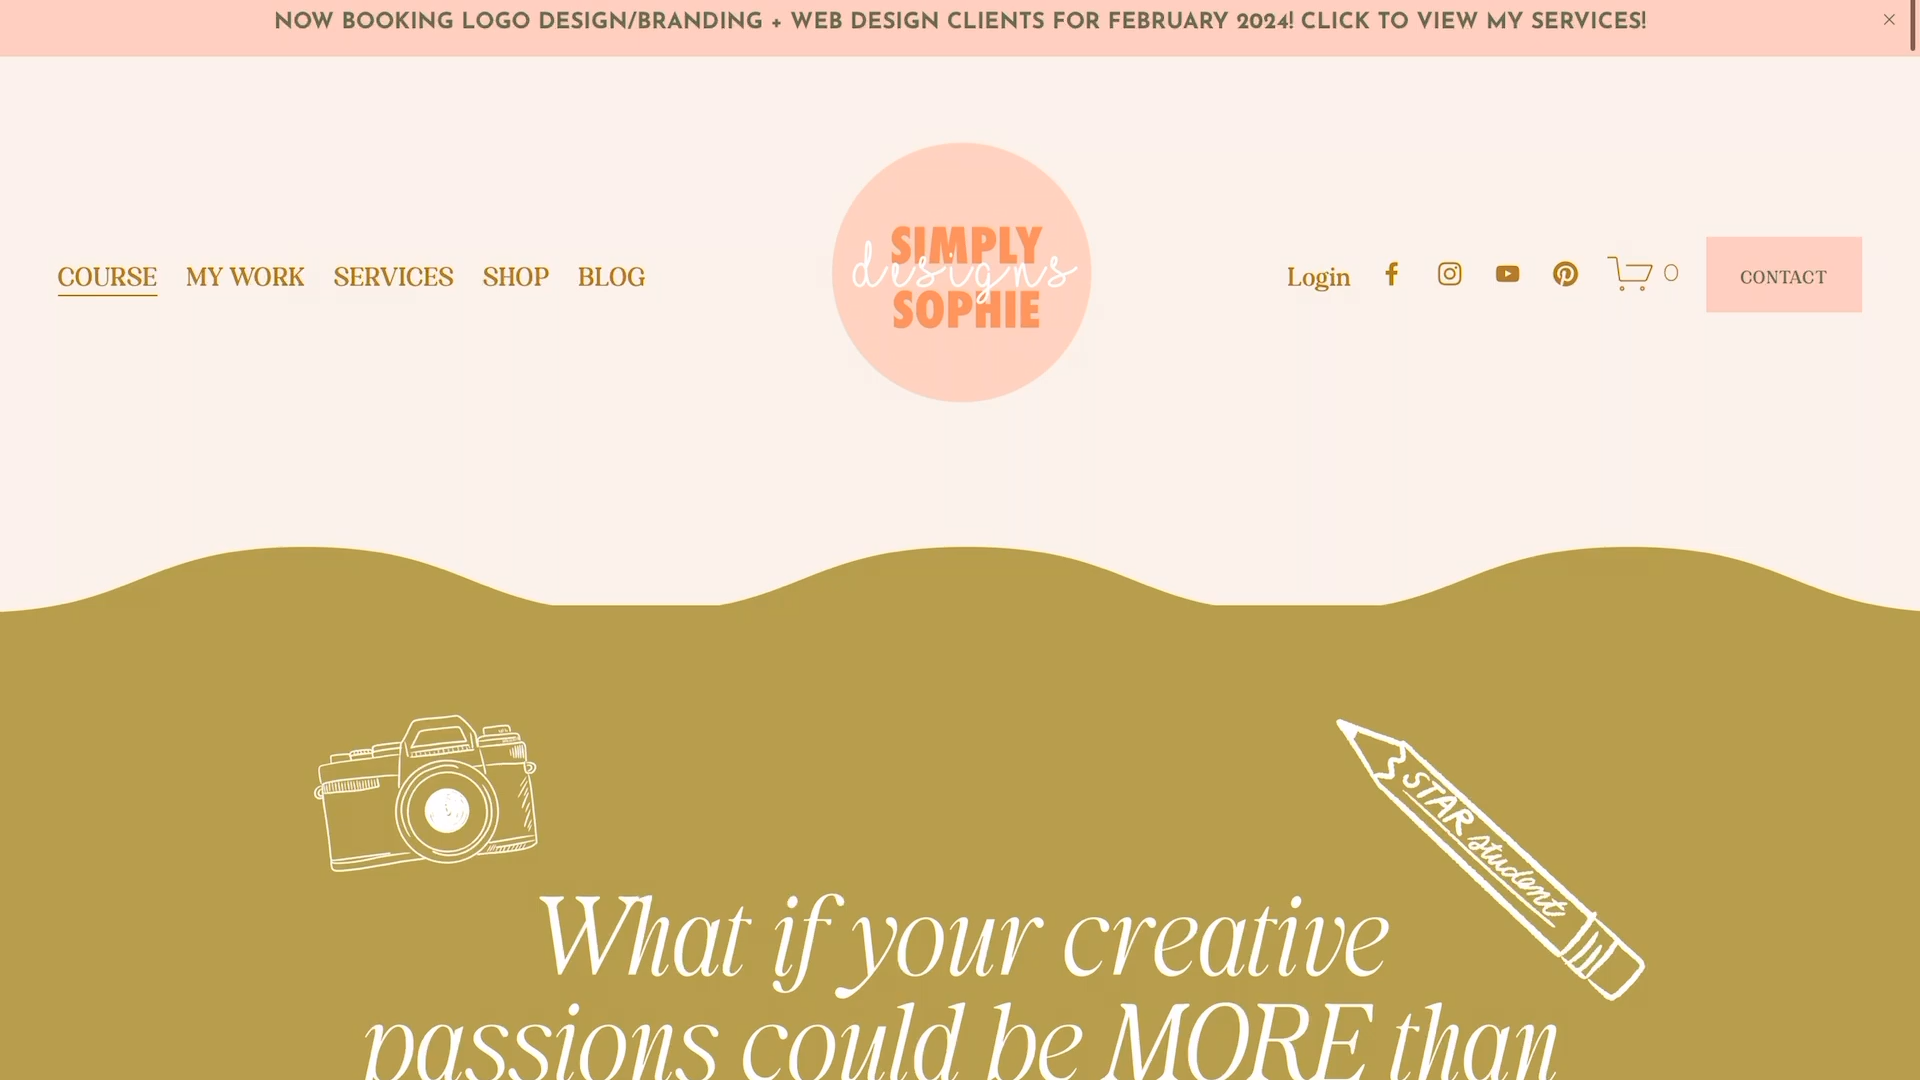 NOW BOOKING LOGO DESIGN/BRANDING + WEB DESIGN CLIENTS FOR FEBRUARY 2024! CLICK TO VIEW MY SERVICES!
COURSE MY WORK SERVICES SHOP BLOG
SIMPLY
designs
SOPHIE
Login
0
CONTACT
STAR student
What if your creative
passions could be MORE than